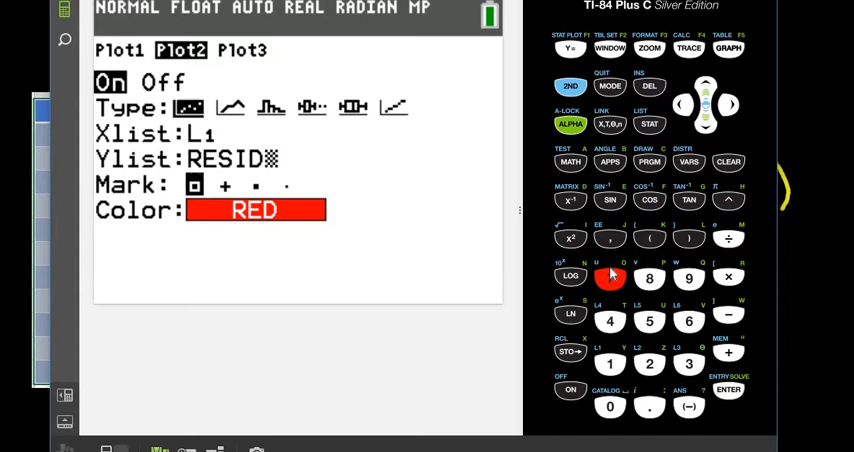 NORMAL FLOAT AUTO REAL RADIAN MP
Plot1 Plot2 Plot3
On Off
Type:
Xlist:L1
Ylist:RESID
Mark:
Color: RED
TI-84 Plus C Silver Edition
STAT PLOT F1 TBL SET F2 FORMAT F3 CALC F4 TABLE F5
Y= WINDOW ZOOM TRACE GRAPH
QUIT INS
2ND MODE DEL
A-LOCK LINK LIST
ALPHA X,T,θ,n STAT
TEST A ANGLE B DRAW C DISTR
MATH APPS PRGM VARS CLEAR
MATRIX D SIN⁻¹ E COS⁻¹ F TAN⁻¹ G π H
X⁻¹ SIN COS TAN ^
√ I EE J { K } L e M
X² , ( ) ÷
10ˣ N u O v P w Q [ R
LOG 8 9 ×
eˣ S L4 T L5 U L6 V ] W
LN 4 5 6 −
RCL X L1 Y L2 Z L3 θ MEM "
STO→ 1 2 3 +
OFF CATALOG i : ANS ? ENTRY SOLVE
ON 0 . (−) ENTER